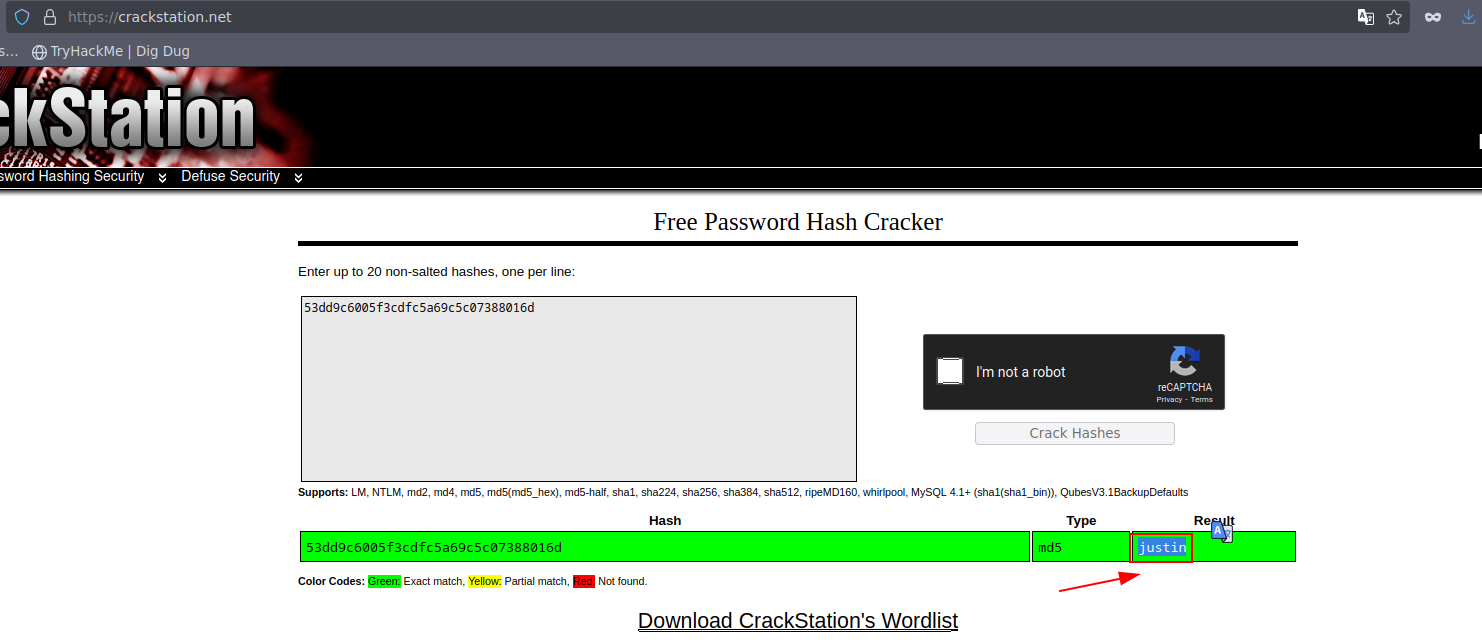 https://crackstation.net
s... TryHackMe | Dig Dug
ckStation
sword Hashing Security Defuse Security
Free Password Hash Cracker
Enter up to 20 non-salted hashes, one per line:
53dd9c6005f3cdfc5a69c5c07388016d
I'm not a robot
reCAPTCHA
Privacy - Terms
Crack Hashes
Supports: LM, NTLM, md2, md4, md5, md5(md5_hex), md5-half, sha1, sha224, sha256, sha384, sha512, ripeMD160, whirlpool, MySQL 4.1+ (sha1(sha1_bin)), QubesV3.1BackupDefaults
Hash Type Result
53dd9c6005f3cdfc5a69c5c07388016d md5 justin
Color Codes: Green: Exact match, Yellow: Partial match, Red: Not found.
Download CrackStation's Wordlist